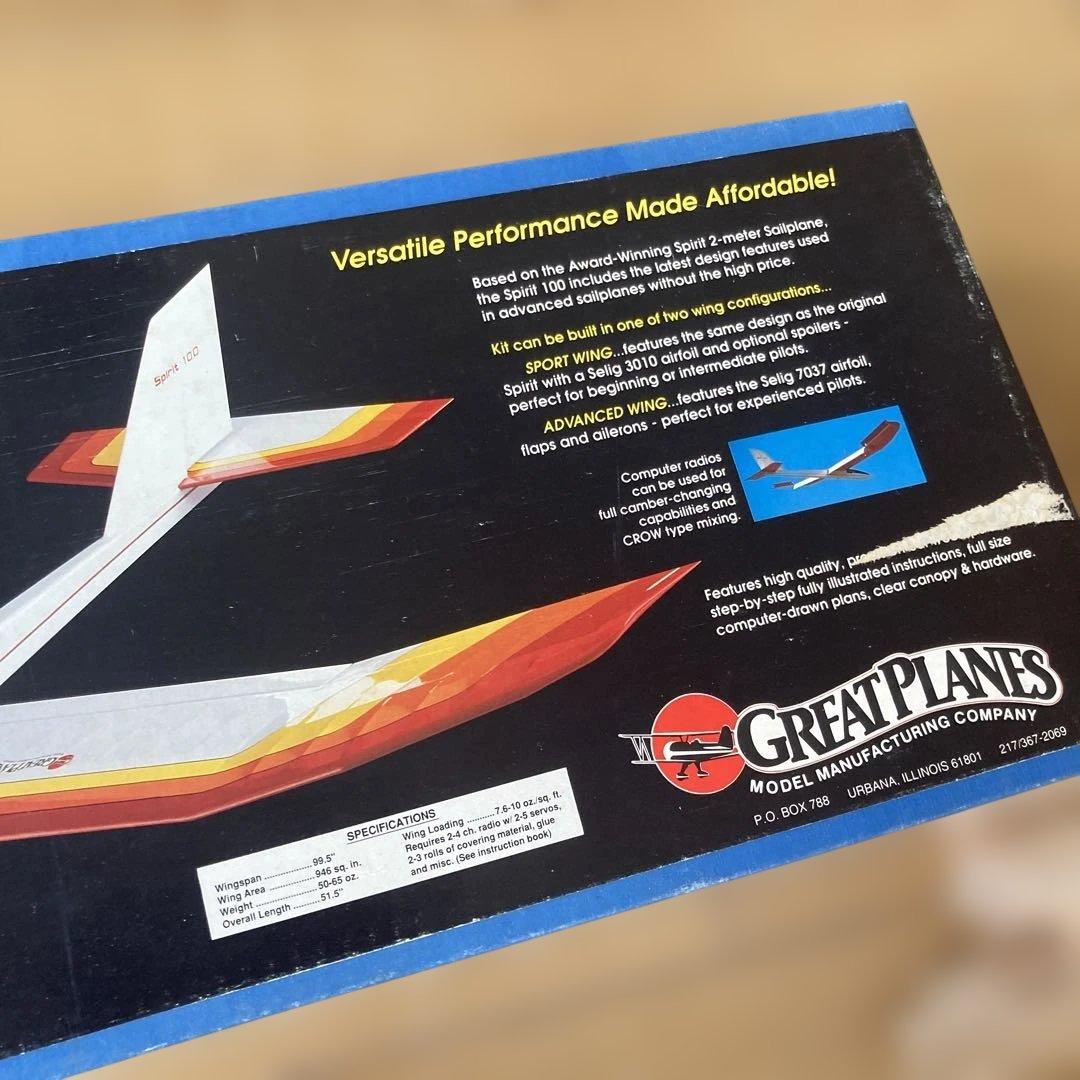 Versatile Performance Made Affordable!
Based on the Award-Winning Spirit 2-meter Sailplane,
the Spirit 100 includes the latest design features used
in advanced sailplanes without the high price.
Kit can be built in one of two wing configurations...
SPORT WING...features the same design as the original
Spirit with a Selig 3010 airfoil and optional spoilers -
perfect for beginning or intermediate pilots.
ADVANCED WING...features the Selig 7037 airfoil,
flaps and ailerons - perfect for experienced pilots.
Computer radios
can be used for
full camber-changing
capabilities and
CROW type mixing.
Features high quality,
step-by-step fully illustrated instructions, full size
computer-drawn plans, clear canopy & hardware.
Spirit 100
GREAT PLANES
MODEL MANUFACTURING COMPANY
P.O. BOX 788 URBANA, ILLINOIS 61801 217/367-2069
SPECIFICATIONS
Wingspan .................. 99.5"
Wing Area ................ 946 sq. in.
Weight ..................... 50-65 oz.
Overall Length .......... 51.5"
Wing Loading .......... 7.6-10 oz./sq. ft.
Requires 2-4 ch. radio w/ 2-5 servos,
2-3 rolls of covering material, glue
and misc. (See instruction book)